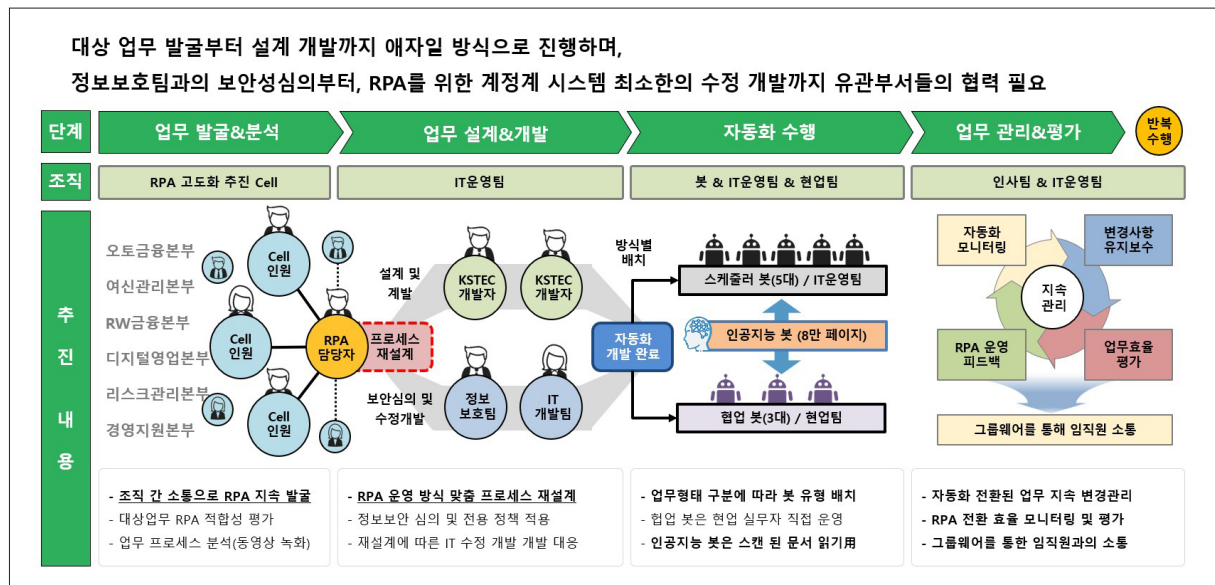 대상 업무 발굴부터 설계 개발까지 애자일 방식으로 진행하며,
정보보호팀과의 보안성심의부터, RPA를 위한 계정계 시스템 최소한의 수정 개발까지 유관부서들의 협력 필요
단계
업무 발굴&분석
업무 설계&개발
자동화 수행
업무 관리&평가
반복
수행
조직
RPA 고도화 추진 Cell
IT운영팀
봇 & IT운영팀 & 현업팀
인사팀 & IT운영팀
추
진
내
용
오토금융본부
여신관리본부
RW금융본부
디지털영업본부
리스크관리본부
경영지원본부
Cell
인원
Cell
인원
Cell
인원
RPA
담당자
프로세스
재설계
설계 및
계발
KSTEC
개발자
KSTEC
개발자
보안심의 및
수정개발
정보
보호팀
IT
개발팀
자동화
개발 완료
방식별
배치
스케줄러 봇(5대) / IT운영팀
인공지능 봇 (8만 페이지)
협업 봇(3대) / 현업팀
자동화
모니터링
변경사항
유지보수
지속
관리
RPA 운영
피드백
업무효율
평가
그룹웨어를 통해 임직원 소통
- 조직 간 소통으로 RPA 지속 발굴
- 대상업무 RPA 적합성 평가
- 업무 프로세스 분석(동영상 녹화)
- RPA 운영 방식 맞춤 프로세스 재설계
- 정보보안 심의 및 전용 정책 적용
- 재설계에 따른 IT 수정 개발 개발 대응
- 업무형태 구분에 따라 봇 유형 배치
- 협업 봇은 현업 실무자 직접 운영
- 인공지능 봇은 스캔 된 문서 읽기用
- 자동화 전환된 업무 지속 변경관리
- RPA 전환 효율 모니터링 및 평가
- 그룹웨어를 통한 임직원과의 소통